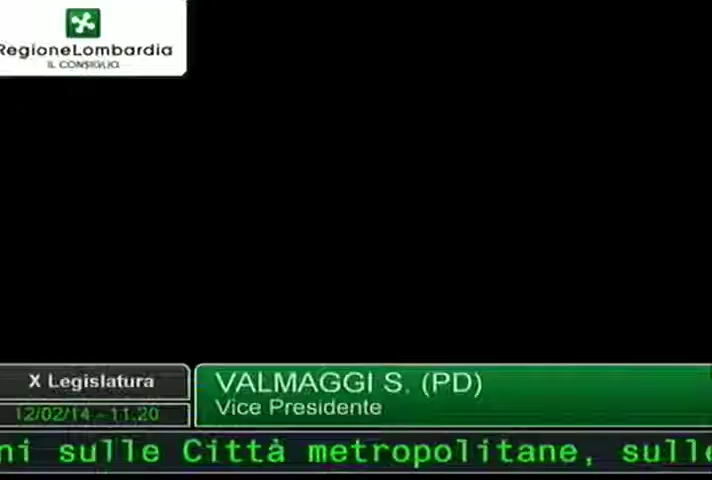 RegioneLombardia
IL CONSIGLIO
X Legislatura
VALMAGGI S. (PD)
Vice Presidente
12/02/14 - 11.20
ni sulle Città metropolitane, sulle